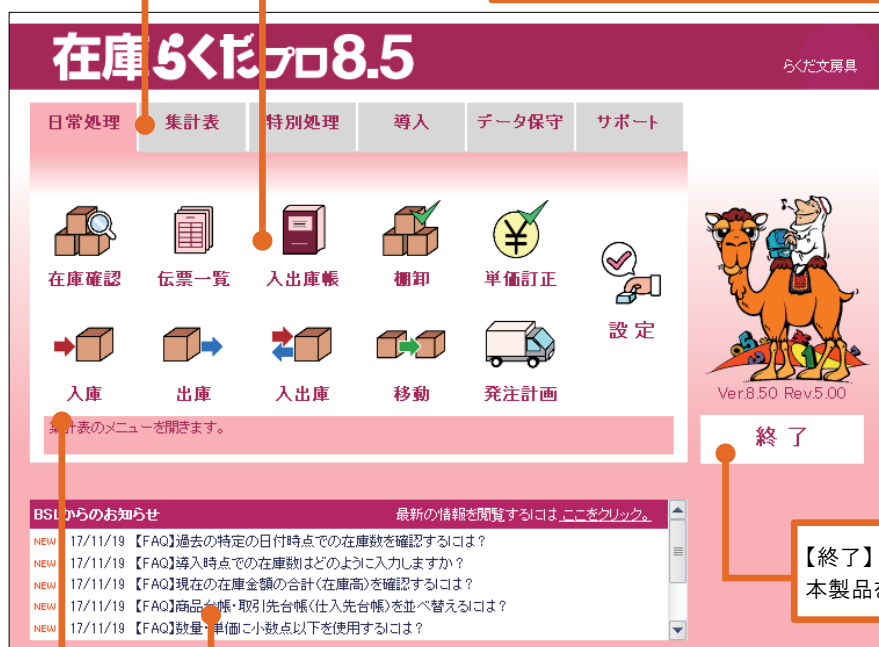 在庫らくだプロ8.5
らくだ文房具
日常処理 集計表 特別処理 導入 データ保守 サポート
在庫確認 伝票一覧 入出庫帳 棚卸 単価訂正
設定
入庫 出庫 入出庫 移動 発注計画
集計表のメニューを開きます。
Ver.8.50 Rev.5.00
終了
BSLからのお知らせ 最新の情報を閲覧するには ここをクリック。
NEW 17/11/19 【FAQ】過去の特定の日付時点での在庫数を確認するには?
NEW 17/11/19 【FAQ】導入時点での在庫数はどのように入力しますか?
NEW 17/11/19 【FAQ】現在の在庫金額の合計(在庫高)を確認するには?
NEW 17/11/19 【FAQ】商品台帳・取引先台帳(仕入先台帳)を並べ替えるには?
NEW 17/11/19 【FAQ】数量・単価に小数点以下を使用するには?
【終了】
本製品を